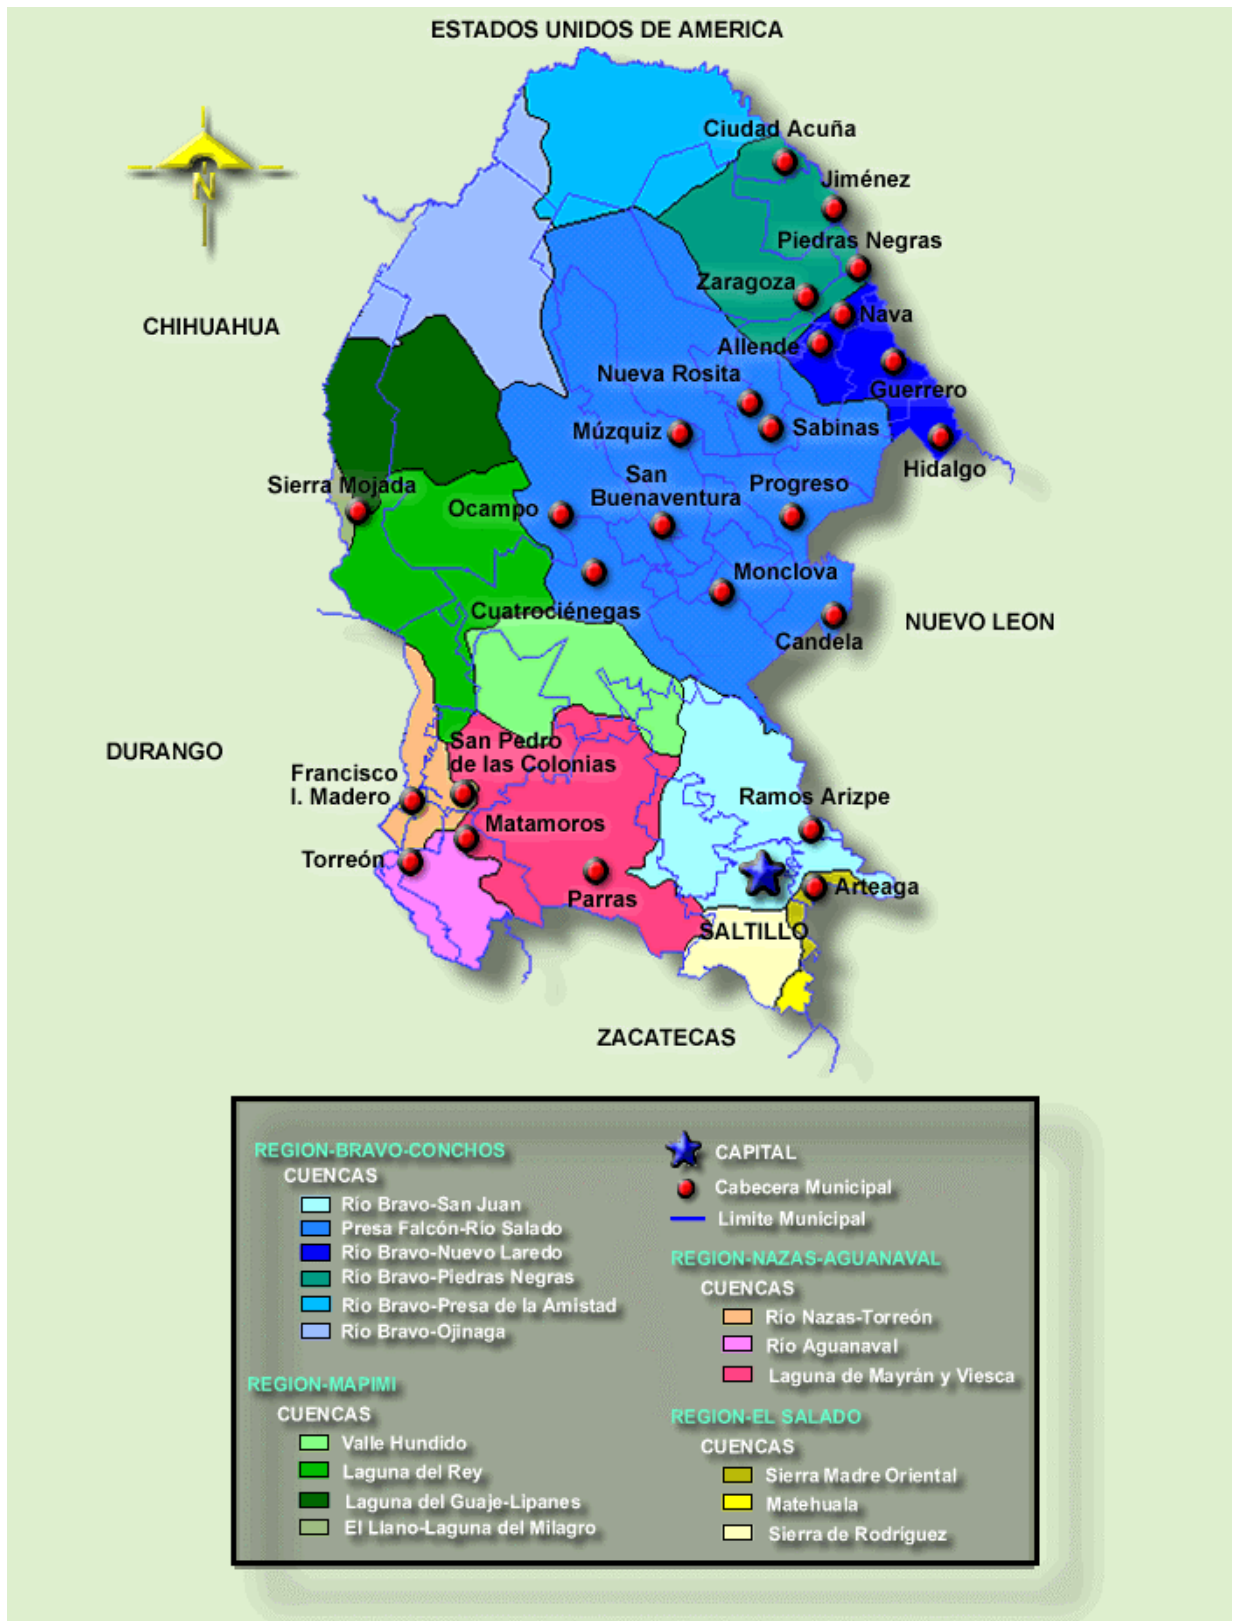 ESTADOS UNIDOS DE AMERICA
Ciudad Acuña
Jiménez
N
Piedras Negras
Zaragoza
Nava
CHIHUAHUA
Allende
Nueva Rosita
Guerrero
Múzquiz
Sabinas
Hidalgo
San
Buenaventura
Progreso
Sierra Mojada
Ocampo
Monclova
Cuatrociénegas
NUEVO LEON
Candela
San Pedro
de las Colonias
DURANGO
Francisco
I. Madero
Ramos Arizpe
Matamoros
Torreón
Arteaga
Parras
SALTILLO
ZACATECAS
REGION-BRAVO-CONCHOS
CUENCAS
Río Bravo-San Juan
Presa Falcón-Río Salado
Río Bravo-Nuevo Laredo
Río Bravo-Piedras Negras
Río Bravo-Presa de la Amistad
Río Bravo-Ojinaga
REGION-MAPIMI
CUENCAS
Valle Hundido
Laguna del Rey
Laguna del Guaje-Lipanes
El Llano-Laguna del Milagro
CAPITAL
Cabecera Municipal
Limite Municipal
REGION-NAZAS-AGUANAVAL
CUENCAS
Río Nazas-Torreón
Río Aguanaval
Laguna de Mayrán y Viesca
REGION-EL SALADO
CUENCAS
Sierra Madre Oriental
Matehuala
Sierra de Rodríguez